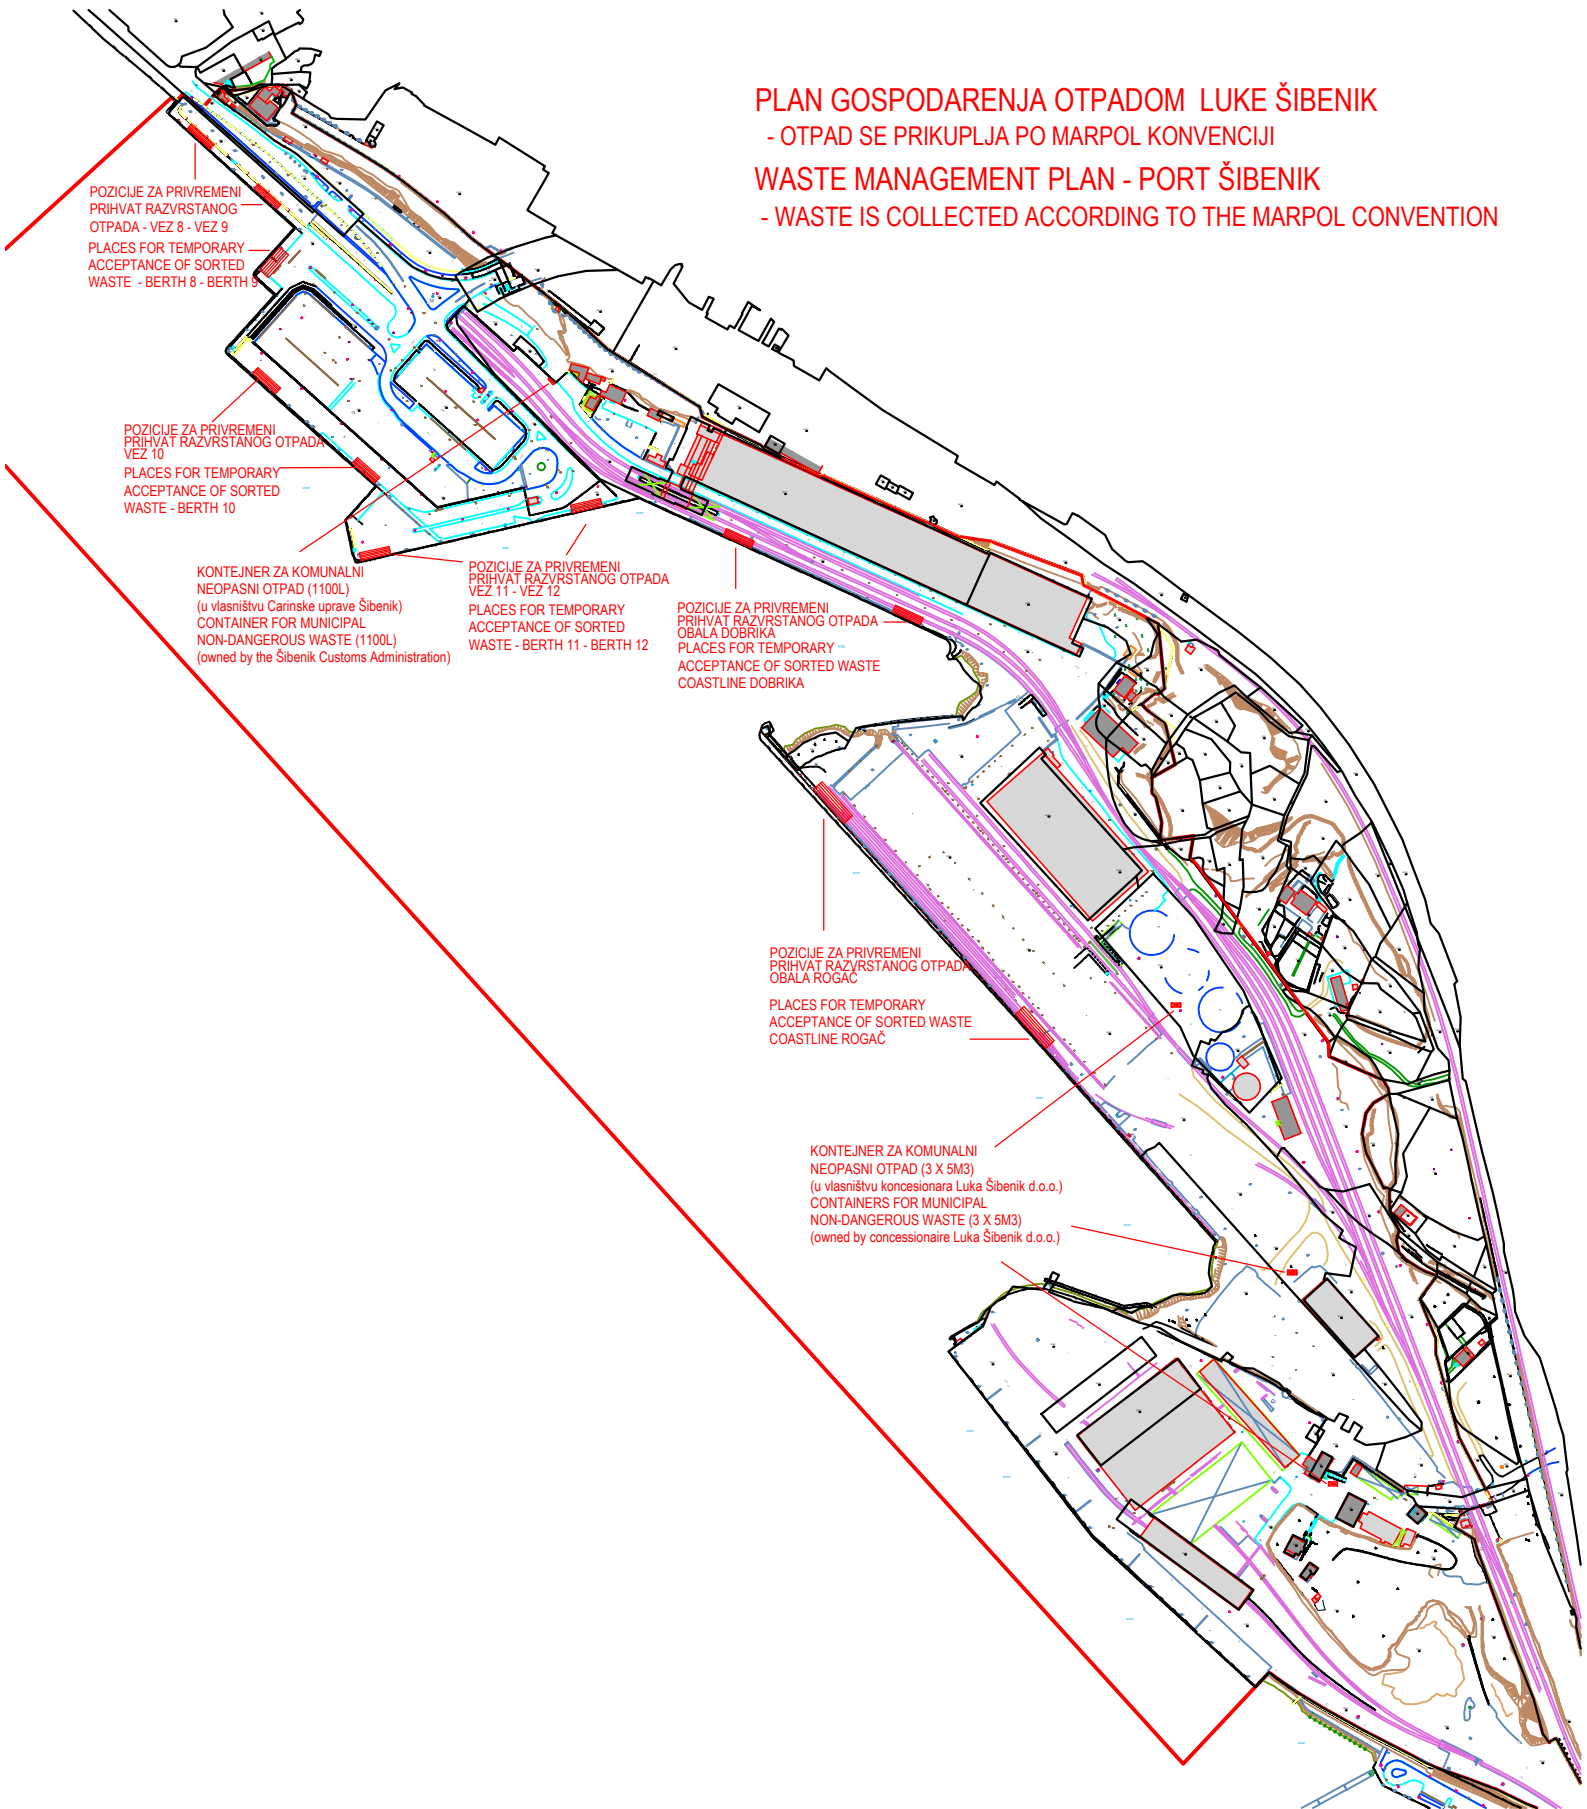 PLAN GOSPODARENJA OTPADOM LUKE ŠIBENIK
- OTPAD SE PRIKUPLJA PO MARPOL KONVENCIJI
WASTE MANAGEMENT PLAN - PORT ŠIBENIK
- WASTE IS COLLECTED ACCORDING TO THE MARPOL CONVENTION
POZICIJE ZA PRIVREMENI
PRIHVAT RAZVRSTANOG
OTPADA - VEZ 8 - VEZ 9
PLACES FOR TEMPORARY
ACCEPTANCE OF SORTED
WASTE - BERTH 8 - BERTH 9
POZICIJE ZA PRIVREMENI
PRIHVAT RAZVRSTANOG OTPADA
VEZ 10
PLACES FOR TEMPORARY
ACCEPTANCE OF SORTED
WASTE - BERTH 10
KONTEJNER ZA KOMUNALNI
NEOPASNI OTPAD (1100L)
(u vlasništvu Carinske uprave Šibenik)
CONTAINER FOR MUNICIPAL
NON-DANGEROUS WASTE (1100L)
(owned by the Šibenik Customs Administration)
POZICIJE ZA PRIVREMENI
PRIHVAT RAZVRSTANOG OTPADA
VEZ 11 - VEZ 12
PLACES FOR TEMPORARY
ACCEPTANCE OF SORTED
WASTE - BERTH 11 - BERTH 12
POZICIJE ZA PRIVREMENI
PRIHVAT RAZVRSTANOG OTPADA
OBALA DOBRIKA
PLACES FOR TEMPORARY
ACCEPTANCE OF SORTED WASTE
COASTLINE DOBRIKA
POZICIJE ZA PRIVREMENI
PRIHVAT RAZVRSTANOG OTPADA
OBALA ROGAČ
PLACES FOR TEMPORARY
ACCEPTANCE OF SORTED WASTE
COASTLINE ROGAČ
KONTEJNER ZA KOMUNALNI
NEOPASNI OTPAD (3 X 5M3)
(u vlasništvu koncesionara Luka Šibenik d.o.o.)
CONTAINERS FOR MUNICIPAL
NON-DANGEROUS WASTE (3 X 5M3)
(owned by concessionaire Luka Šibenik d.o.o.)